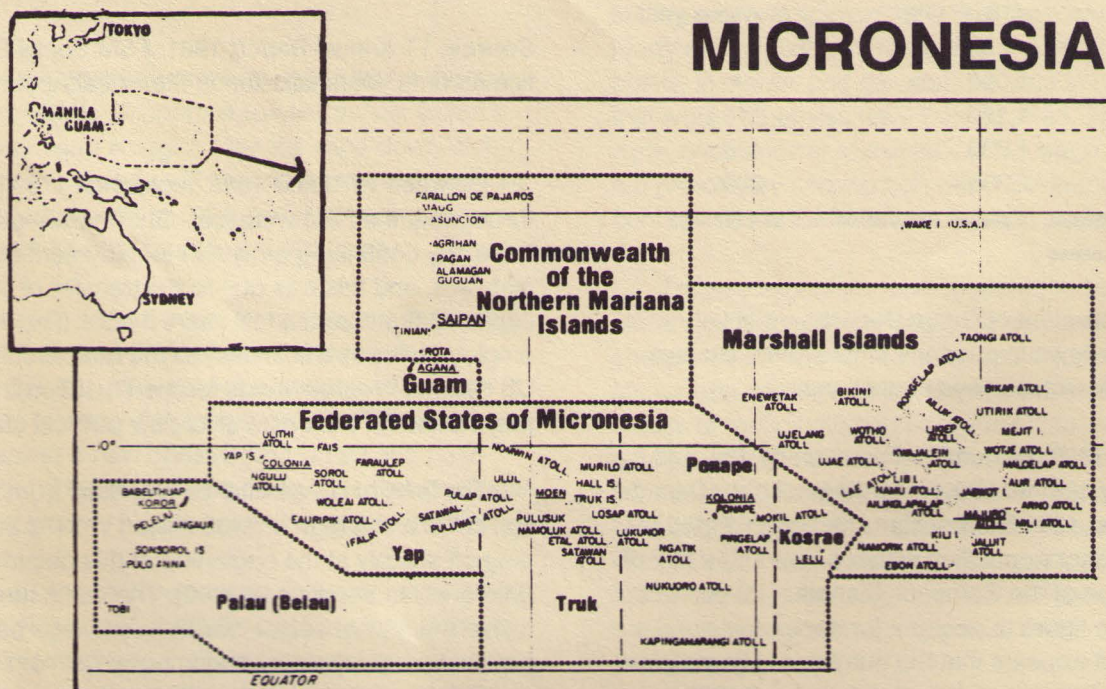 MICRONESIA
TOKYO
MANILA
GUAM
SYDNEY
FARALLON DE PAJAROS
MAUG
ASUNCION
AGRIHAN
PAGAN
ALAMAGAN
GUGUAN
SAIPAN
TINIAN
ROTA
Commonwealth
of the
Northern Mariana
Islands
AGANA
Guam
WAKE I. (U.S.A.)
Marshall Islands
TAONGI ATOLL
ENEWETAK
ATOLL
BIKINI
ATOLL
RONGELAP ATOLL
BIKAR ATOLL
UTIRIK ATOLL
AILUK ATOLL
MEJIT I.
UJELANG
ATOLL
WOTHO
ATOLL
LIKIEP
ATOLL
WOTJE ATOLL
UJAE ATOLL
KWAJALEIN
ATOLL
MALOELAP ATOLL
LAE ATOLL
LIB I.
NAMU ATOLL
AUR ATOLL
AILINGLAPALAP
ATOLL
MAJURO
ATOLL
ARNO ATOLL
MILI ATOLL
KILI I.
JALUIT
ATOLL
NAMORIK ATOLL
EBON ATOLL
Federated States of Micronesia
ULITHI
ATOLL
FAIS
YAP IS.
COLONIA
NGULU
ATOLL
SOROL
ATOLL
FARAULEP
ATOLL
WOLEAI ATOLL
EAURIPIK ATOLL
IFALIK ATOLL
Yap
NOMWIN ATOLL
MURILO ATOLL
ULUL
HALL IS.
PULAP ATOLL
MOEN
TRUK IS.
SATAWAL
PULUWAT ATOLL
LOSAP ATOLL
PULUSUK
NAMOLUK ATOLL
ETAL ATOLL
SATAWAN
ATOLL
LUKUNOR
ATOLL
Truk
Ponape
KOLONIA
PONAPE
MOKIL ATOLL
PINGELAP
ATOLL
NGATIK
ATOLL
NUKUORO ATOLL
KAPINGAMARANGI ATOLL
Kosrae
LELU
BABELTHUAP
KOROR
PELELIU
ANGAUR
SONSOROL IS.
PULO ANNA
TOBI
Palau (Belau)
EQUATOR